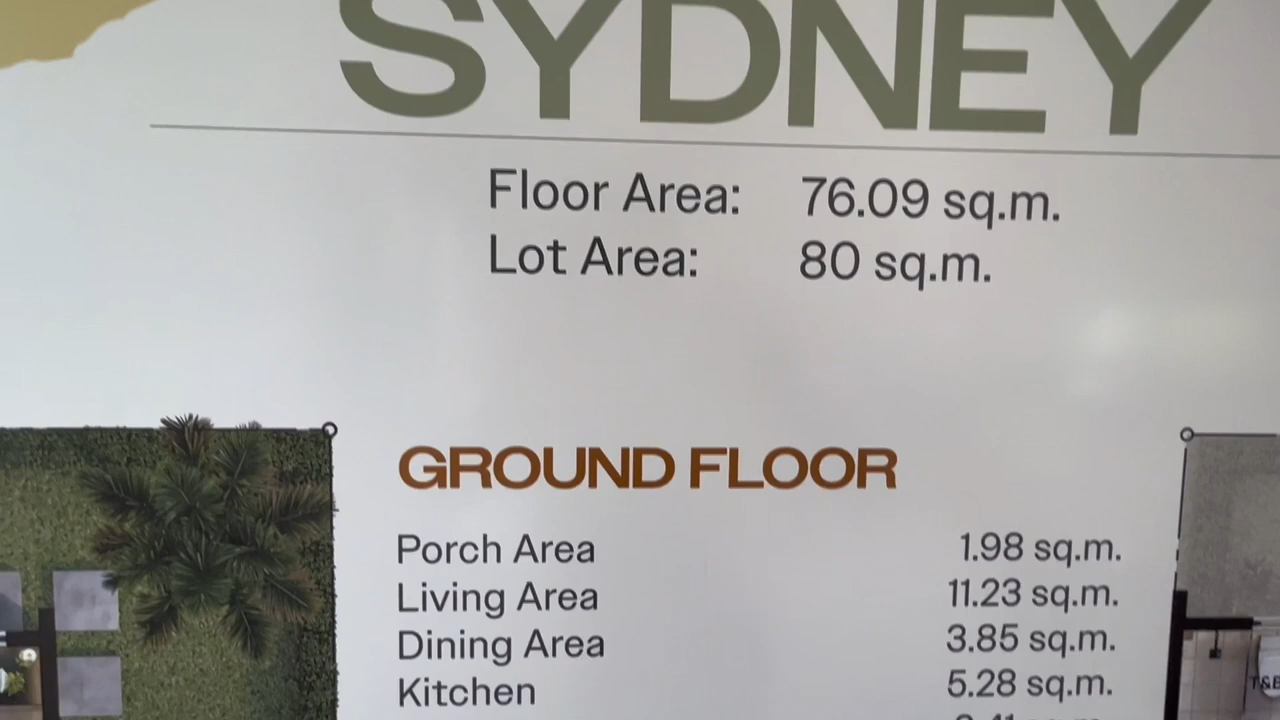 SYDNEY
Floor Area: 76.09 sq.m.
Lot Area: 80 sq.m.
GROUND FLOOR
Porch Area 1.98 sq.m.
Living Area 11.23 sq.m.
Dining Area 3.85 sq.m.
Kitchen 5.28 sq.m.
T&B